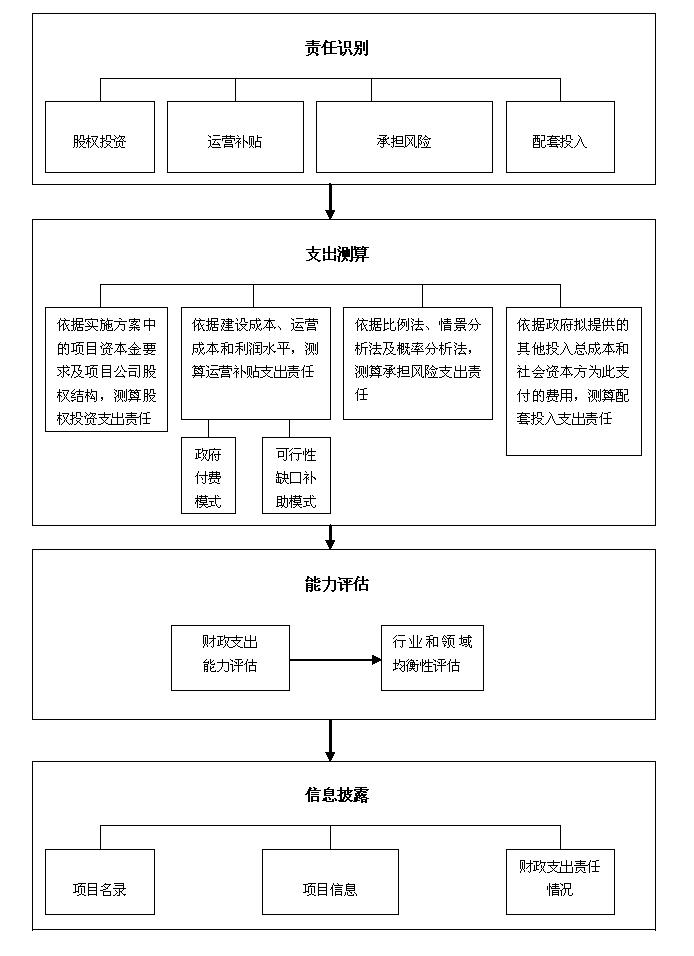 责任识别
股权投资
运营补贴
承担风险
配套投入
支出测算
依据实施方案中
的项目资本金要
求及项目公司股
权结构，测算股
权投资支出责任
依据建设成本、运营
成本和利润水平，测
算运营补贴支出责任
依据比例法、情景分
析法及概率分析法，
测算承担风险支出责
任
依据政府拟提供的
其他投入总成本和
社会资本方为此支
付的费用，测算配
套投入支出责任
政府
付费
模式
可行性
缺口补
助模式
能力评估
财政支出
能力评估
行业和领域
均衡性评估
信息披露
项目名录
项目信息
财政支出责任
情况